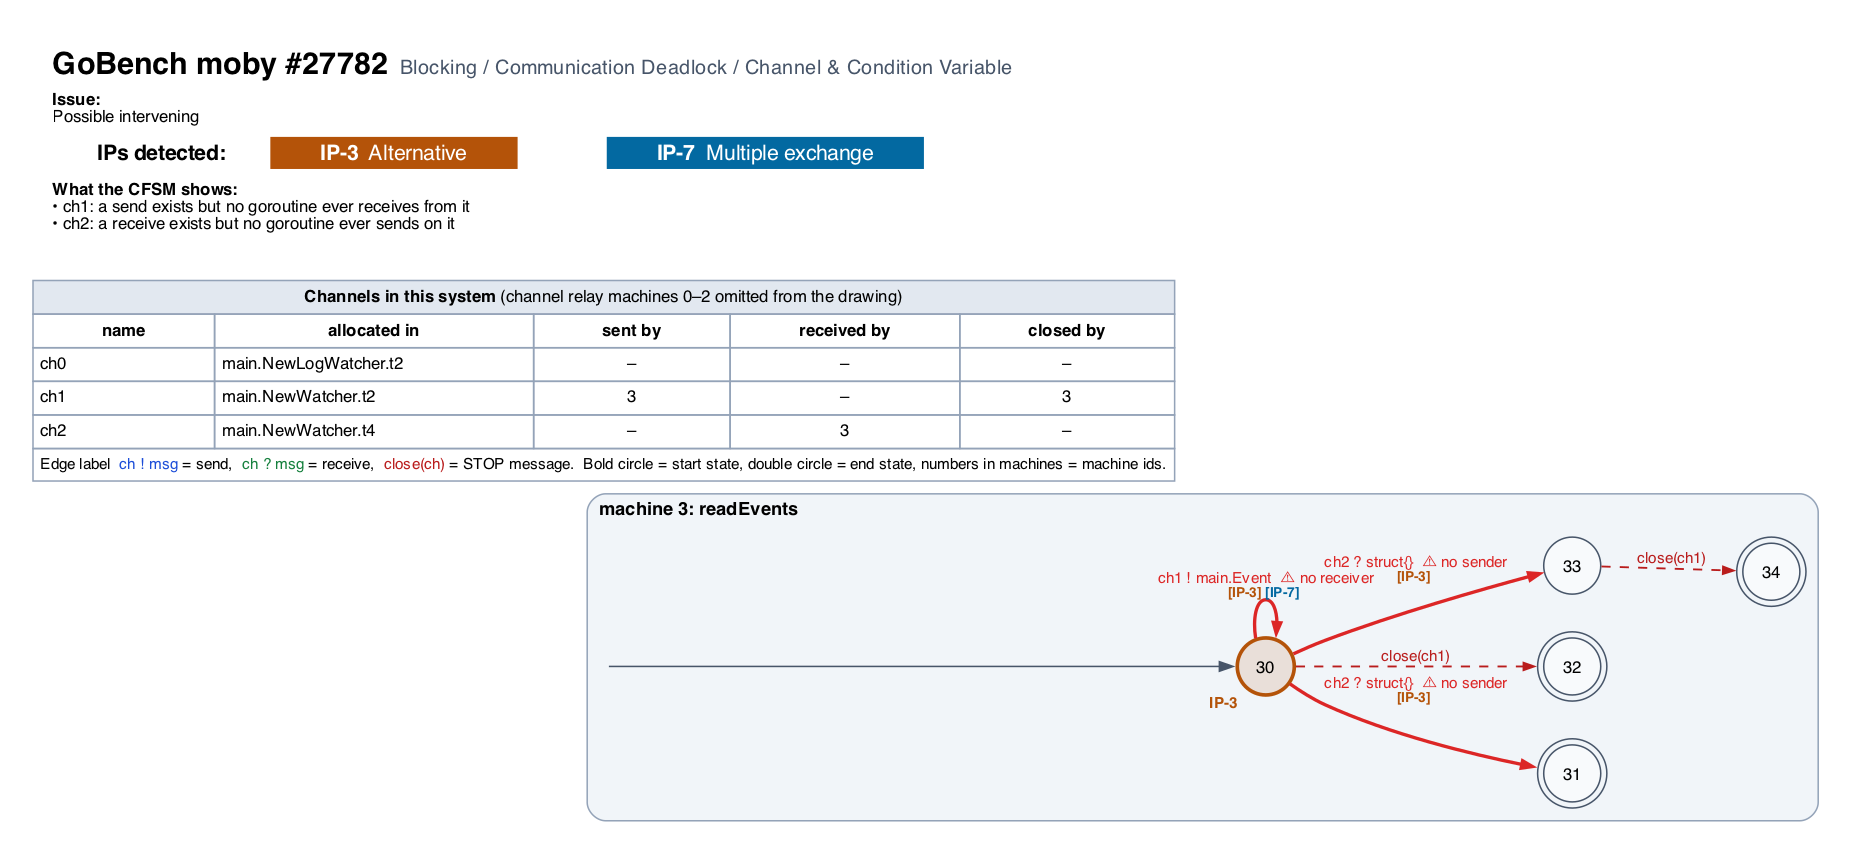 GoBench moby #27782 Blocking / Communication Deadlock / Channel & Condition Variable
Issue:
Possible intervening
IPs detected: IP-3 Alternative IP-7 Multiple exchange
What the CFSM shows:
• ch1: a send exists but no goroutine ever receives from it
• ch2: a receive exists but no goroutine ever sends on it
Channels in this system (channel relay machines 0–2 omitted from the drawing)
name allocated in sent by received by closed by
ch0 main.NewLogWatcher.t2 – – –
ch1 main.NewWatcher.t2 3 – 3
ch2 main.NewWatcher.t4 – 3 –
Edge label ch ! msg = send, ch ? msg = receive, close(ch) = STOP message. Bold circle = start state, double circle = end state, numbers in machines = machine ids.
machine 3: readEvents
ch2 ? struct{} ⚠ no sender
[IP-3]
ch1 ! main.Event ⚠ no receiver
[IP-3] [IP-7]
33
close(ch1)
34
30
IP-3
close(ch1)
32
ch2 ? struct{} ⚠ no sender
[IP-3]
31